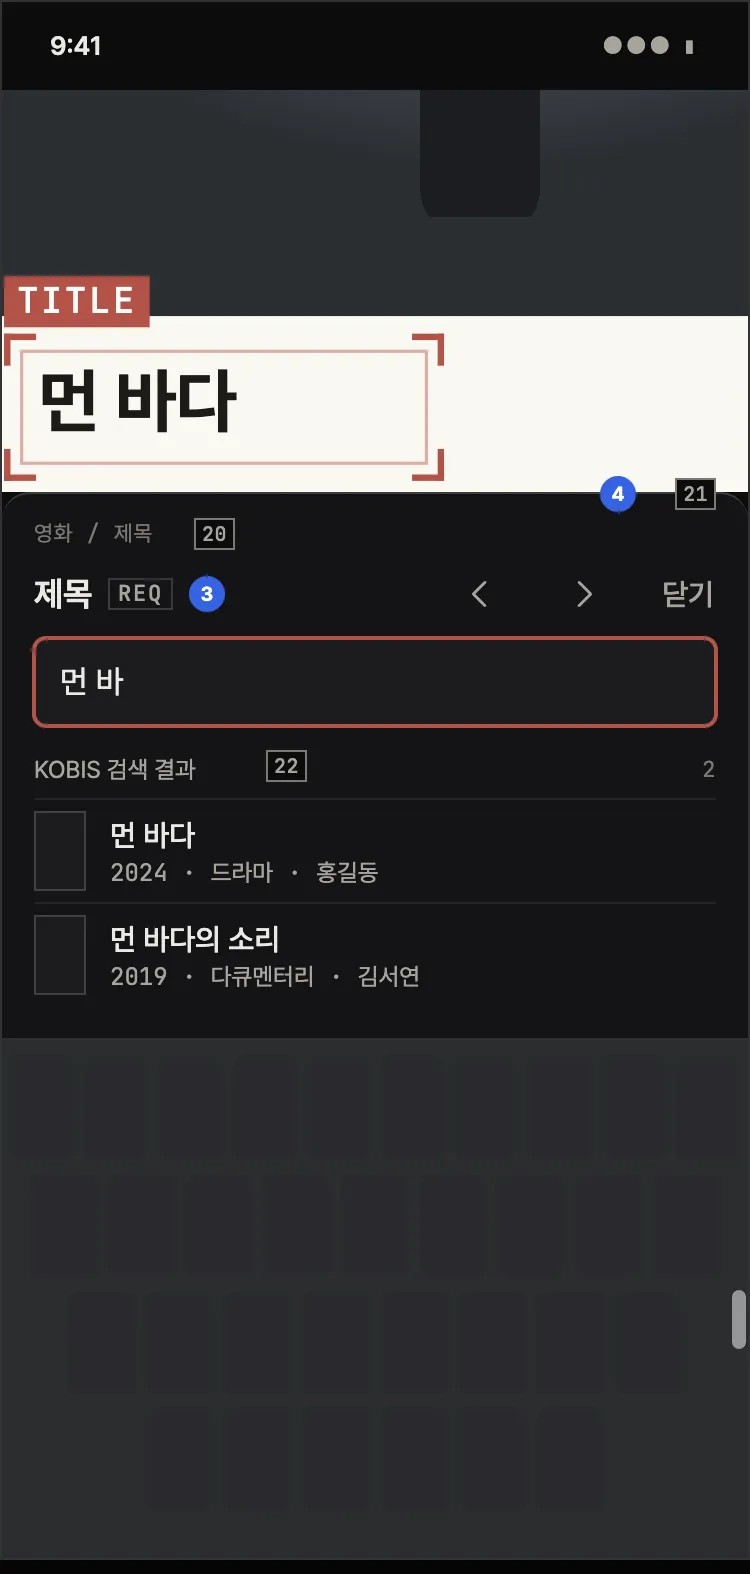 9:41
TITLE
먼 바다
4 21
영화 / 제목 20
제목 REQ 3 닫기
먼 바
KOBIS 검색 결과 22 2
먼 바다
2024 · 드라마 · 홍길동
먼 바다의 소리
2019 · 다큐멘터리 · 김서연